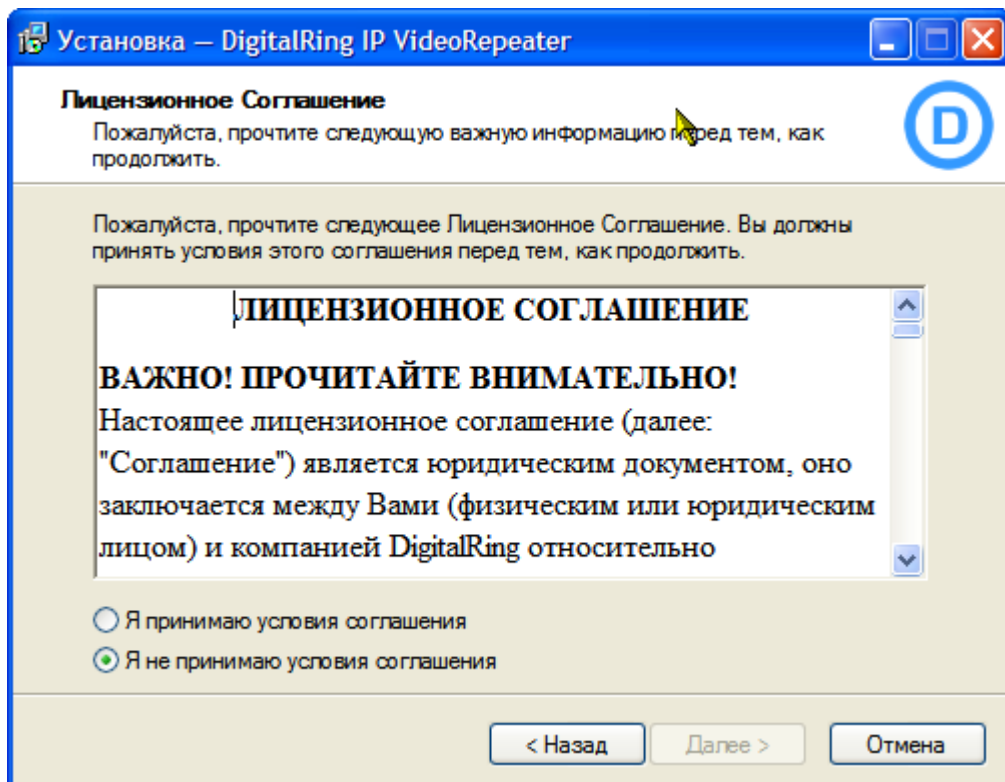 Установка — DigitalRing IP VideoRepeater
Лицензионное Соглашение
Пожалуйста, прочтите следующую важную информацию перед тем, как
продолжить.
D
Пожалуйста, прочтите следующее Лицензионное Соглашение. Вы должны
принять условия этого соглашения перед тем, как продолжить.
ЛИЦЕНЗИОННОЕ СОГЛАШЕНИЕ
ВАЖНО! ПРОЧИТАЙТЕ ВНИМАТЕЛЬНО!
Настоящее лицензионное соглашение (далее:
"Соглашение") является юридическим документом, оно
заключается между Вами (физическим или юридическим
лицом) и компанией DigitalRing относительно
Я принимаю условия соглашения
Я не принимаю условия соглашения
< Назад
Далее >
Отмена